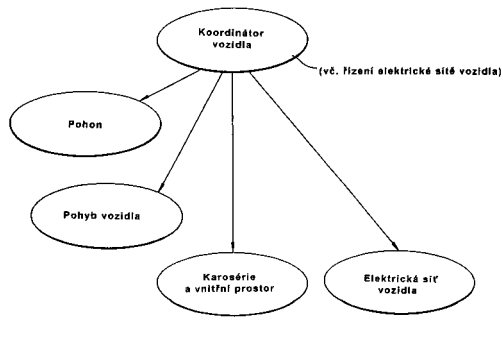 Koordinátor
vozidla
(vč. řízení elektrické sítě vozidla)
Pohon
Pohyb vozidla
Karosérie
a vnitřní prostor
Elektrická síť
vozidla